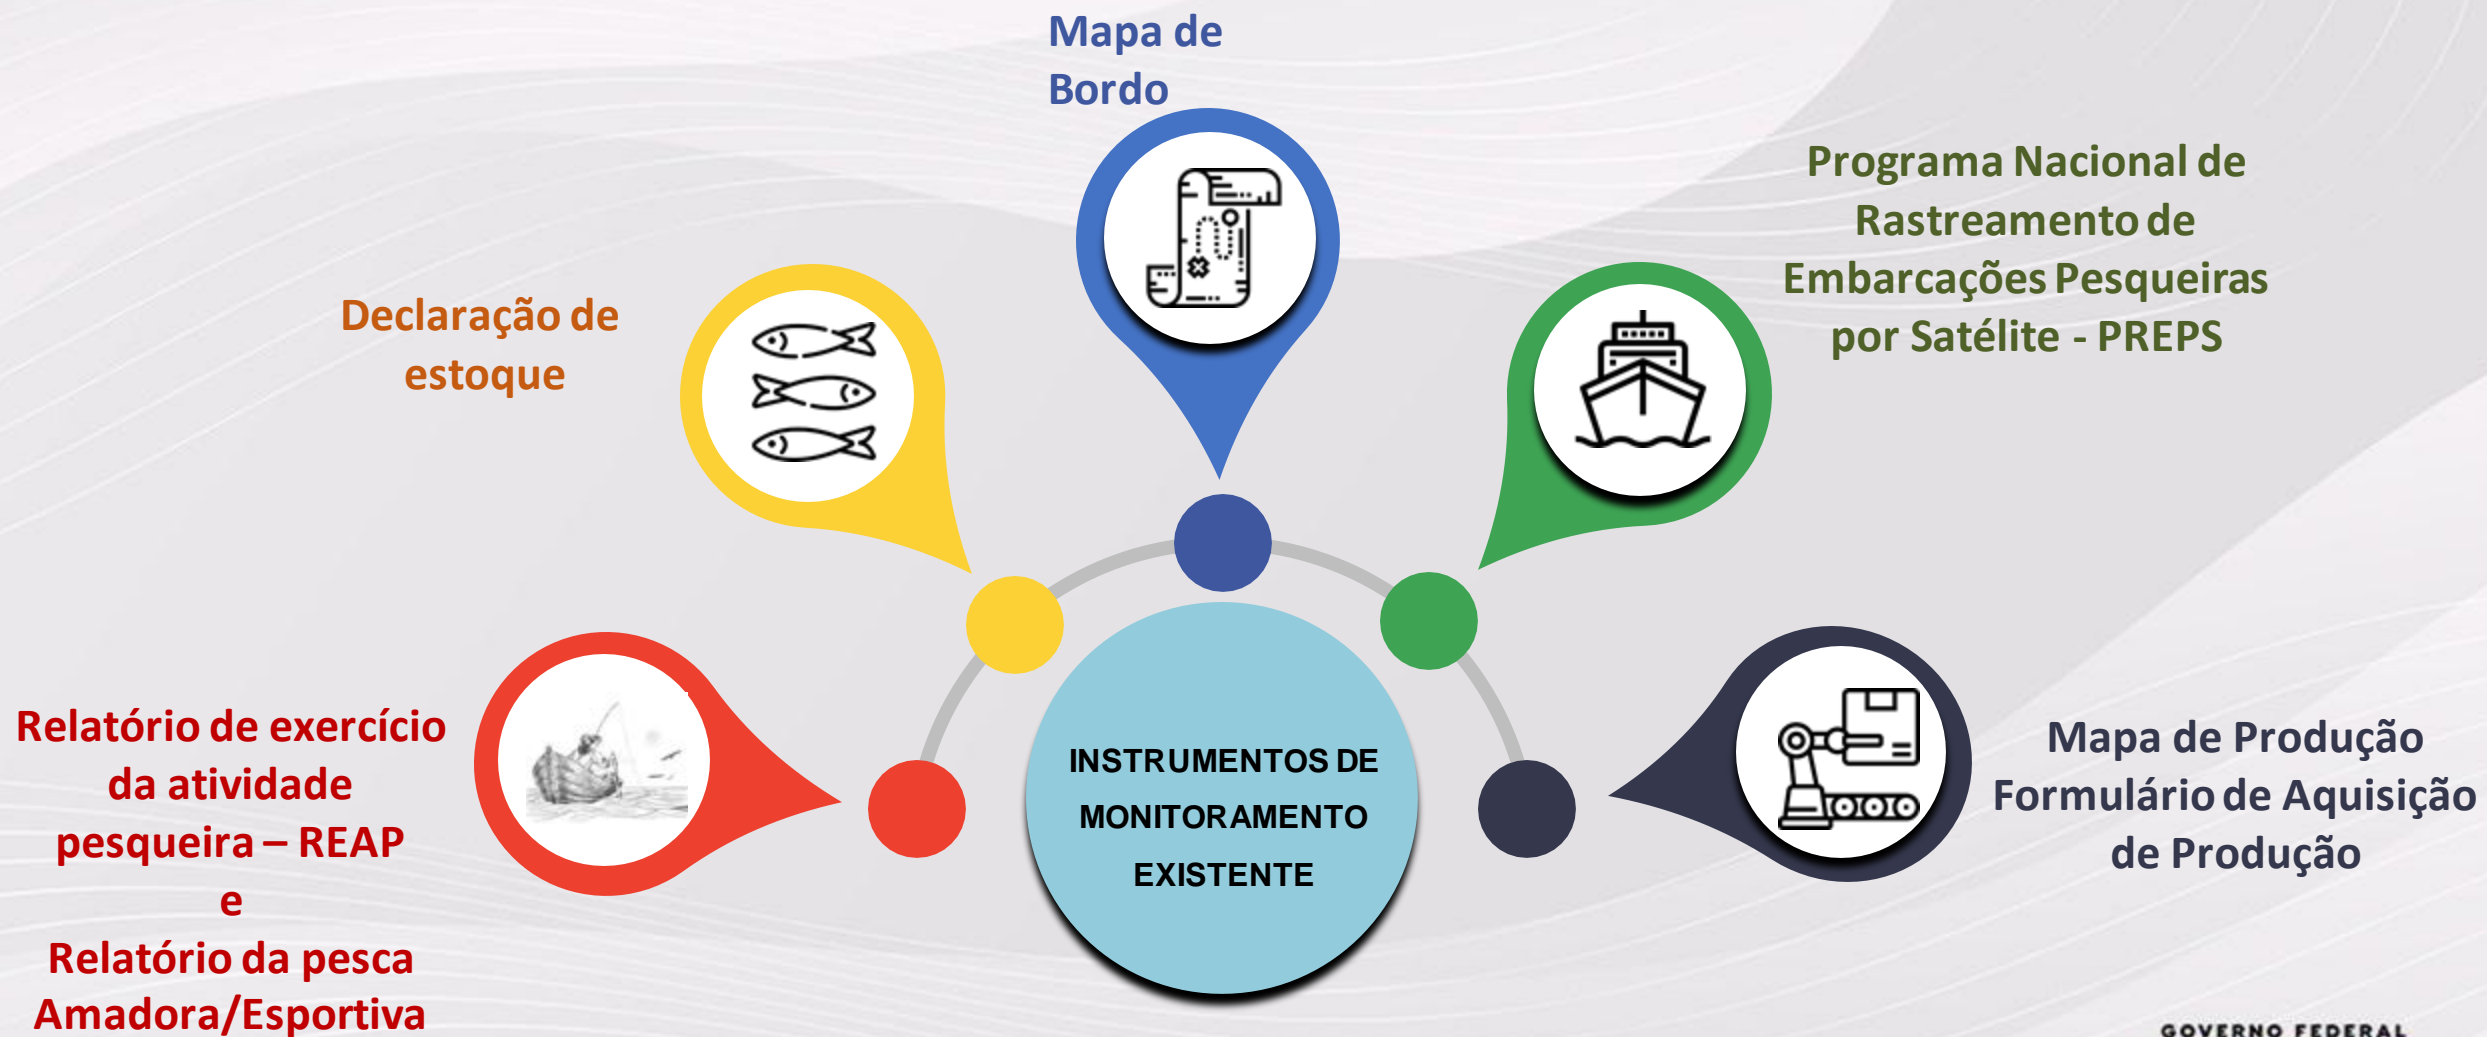 Mapa de
Bordo
Programa Nacional de
Rastreamento de
Embarcações Pesqueiras
por Satélite - PREPS
Declaração de
estoque
Relatório de exercício
da atividade
pesqueira – REAP
e
Relatório da pesca
Amadora/Esportiva
INSTRUMENTOS DE
MONITORAMENTO
EXISTENTE
Mapa de Produção
Formulário de Aquisição
de Produção
GOVERNO FEDERAL